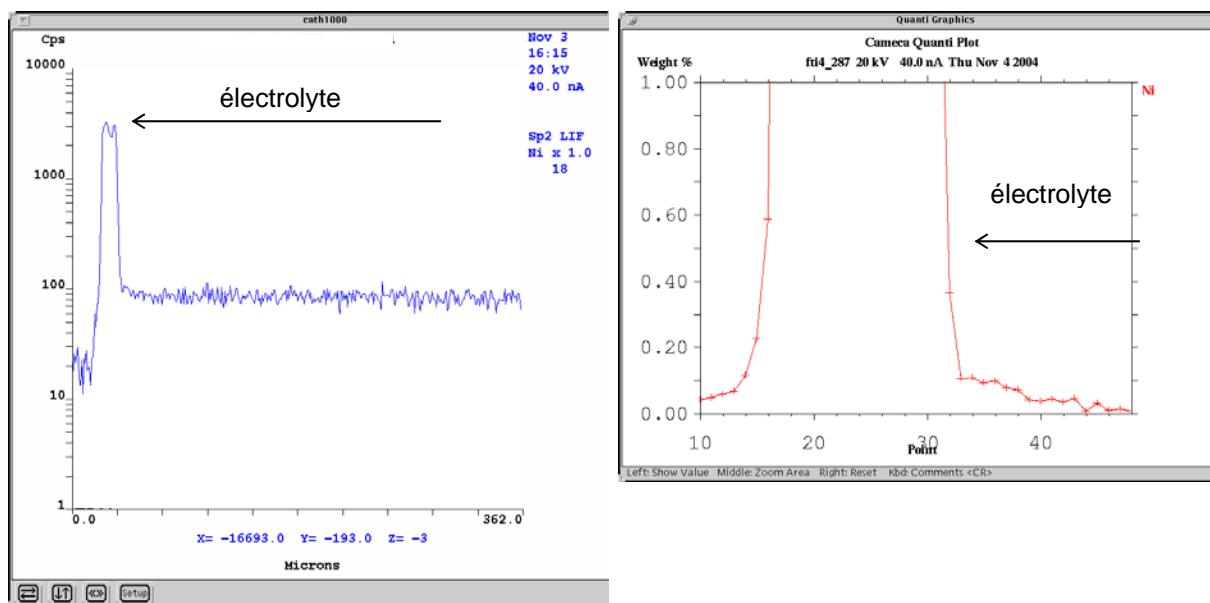 cath1000
Cps
Nov 3
16:15
20 kV
40.0 nA
Sp2 LIF
Ni x 1.0
18
10000
1000
100
10
1
électrolyte
0.0
362.0
X= -16693.0 Y= -193.0 Z= -3
Microns
Setup
Quanti Graphics
Cameca Quanti Plot
Weight %
fti4_287 20 kV 40.0 nA Thu Nov 4 2004
1.00
0.80
0.60
0.40
0.20
0.00
Ni
électrolyte
10
20
30
40
Point
Left: Show Value Middle: Zoom Area Right: Reset Kbd: Comments <CR>